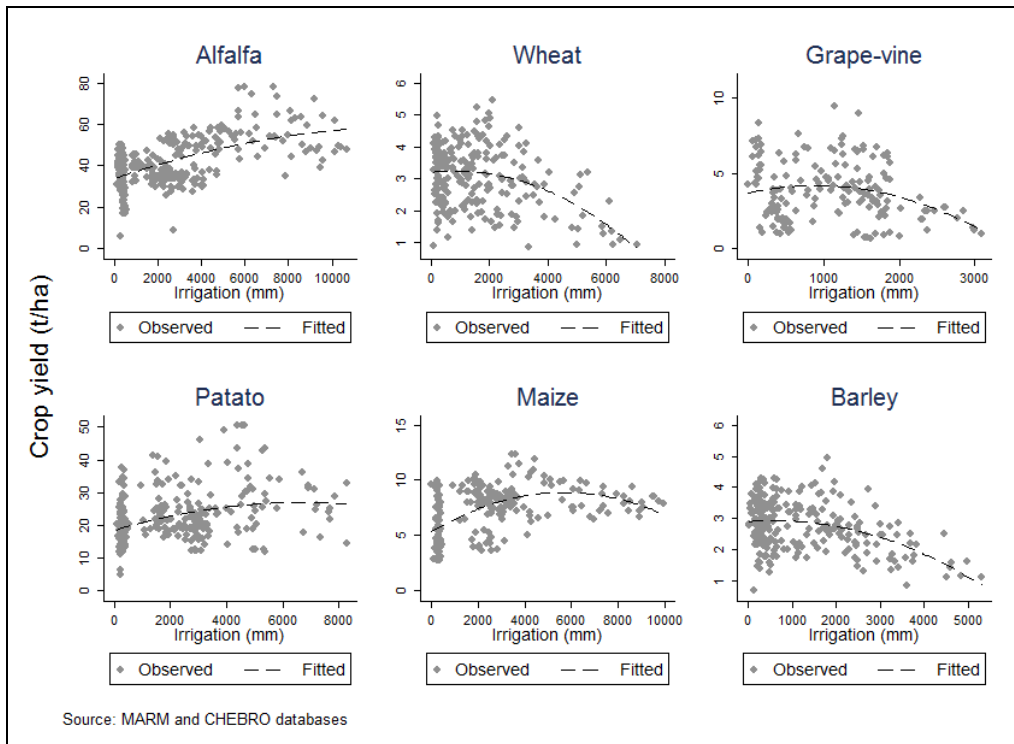 Crop yield (t/ha)
Alfalfa
80
60
40
20
0
0 2000 4000 6000 8000 10000
Irrigation (mm)
Observed Fitted
Wheat
6
5
4
3
2
1
0 2000 4000 6000 8000
Irrigation (mm)
Observed Fitted
Grape-vine
10
5
0
0 1000 2000 3000
Irrigation (mm)
Observed Fitted
Patato
50
40
30
20
10
0
0 2000 4000 6000 8000
Irrigation (mm)
Observed Fitted
Maize
15
10
5
0
0 2000 4000 6000 8000 10000
Irrigation (mm)
Observed Fitted
Barley
6
5
4
3
2
1
0 1000 2000 3000 4000 5000
Irrigation (mm)
Observed Fitted
Source: MARM and CHEBRO databases